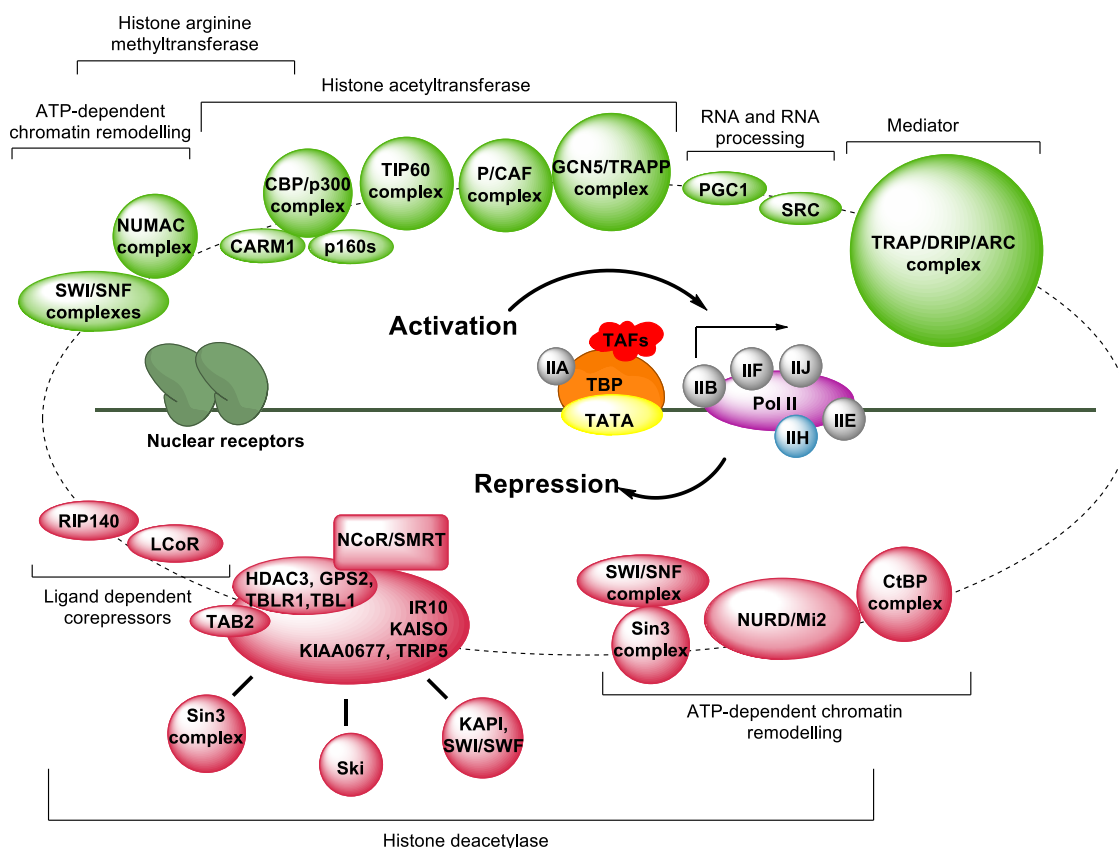 Histone arginine
methyltransferase
Histone acetyltransferase
ATP-dependent
chromatin remodelling
RNA and RNA
processing
Mediator
NUMAC
complex
SWI/SNF
complexes
CBP/p300
complex
CARM1
p160s
TIP60
complex
P/CAF
complex
GCN5/TRAPP
complex
PGC1
SRC
TRAP/DRIP/ARC
complex
Activation
Nuclear receptors
TAFs
IIA
TBP
TATA
IIB
IIF
IIJ
Pol II
IIE
IIH
Repression
RIP140
LCoR
Ligand dependent
corepressors
NCoR/SMRT
HDAC3, GPS2,
TBLR1,TBL1
TAB2
IR10
KAISO
KIAA0677, TRIP5
Sin3
complex
Ski
KAPI,
SWI/SWF
SWI/SNF
complex
Sin3
complex
NURD/Mi2
CtBP
complex
ATP-dependent chromatin
remodelling
Histone deacetylase